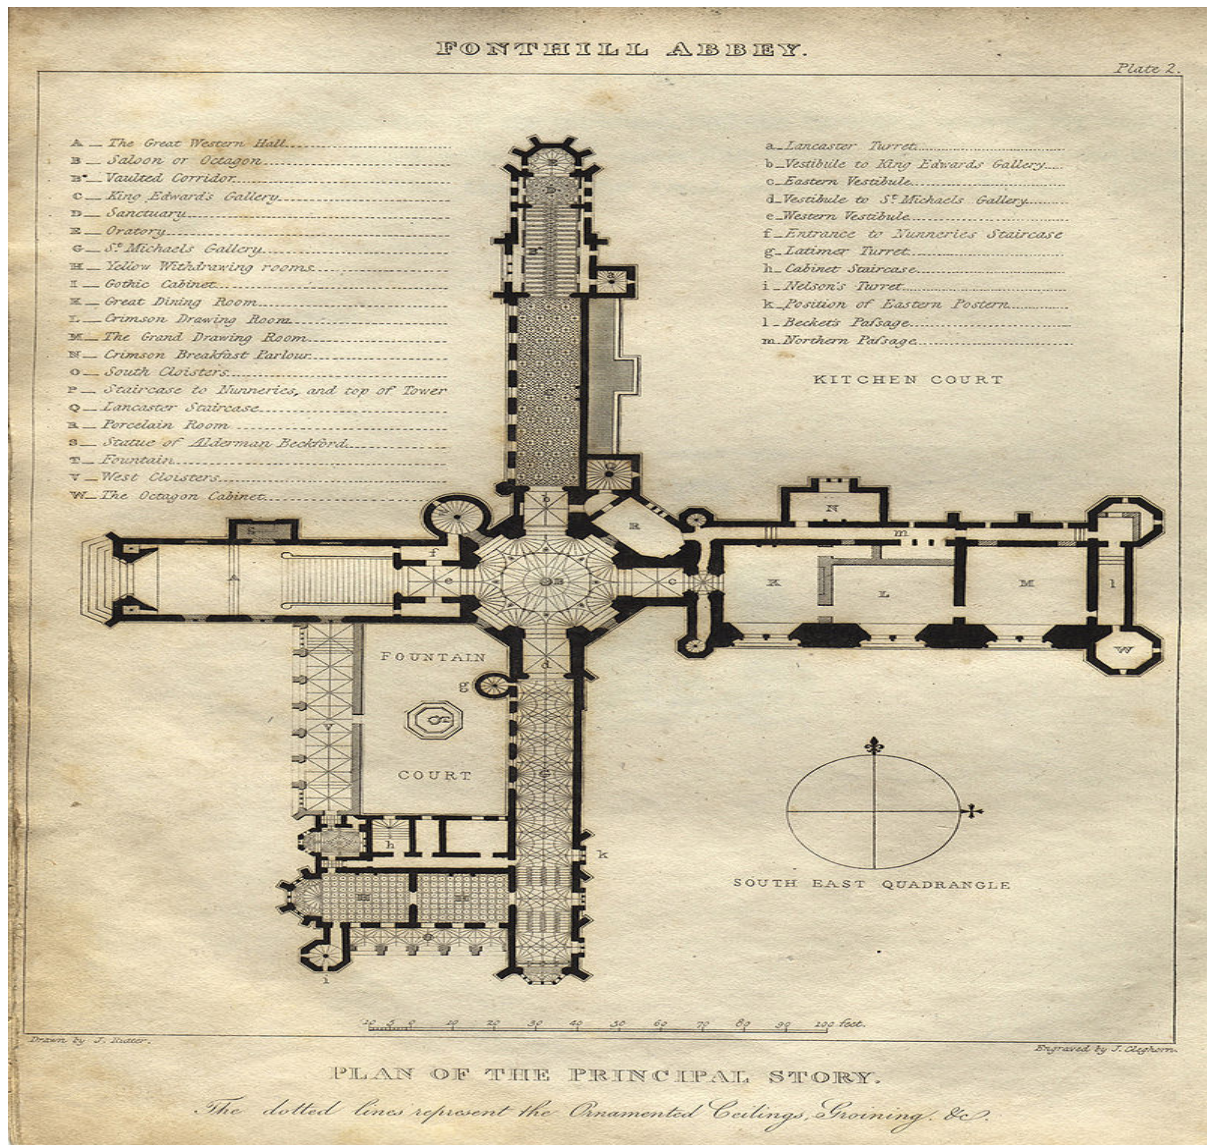 FONTHILL ABBEY.
Plate 2.
A _ The Great Western Hall
B _ Saloon or Octagon
B* _ Vaulted Corridor
C _ King Edward's Gallery
D _ Sanctuary
E _ Oratory
G _ St. Michaels Gallery
H _ Yellow Withdrawing rooms
I _ Gothic Cabinet
K _ Great Dining Room
L _ Crimson Drawing Room
M _ The Grand Drawing Room
N _ Crimson Breakfast Parlour
O _ South Cloisters
P _ Staircase to Nunneries, and top of Tower
Q _ Lancaster Staircase
R _ Porcelain Room
S _ Statue of Alderman Beckford
T _ Fountain
V _ West Cloisters
W _ The Octagon Cabinet
a _ Lancaster Turret
b _ Vestibule to King Edwards Gallery
c _ Eastern Vestibule
d _ Vestibule to St. Michaels Gallery
e _ Western Vestibule
f _ Entrance to Nunneries Staircase
g _ Latimer Turret
h _ Cabinet Staircase
i _ Nelson's Turret
k _ Position of Eastern Postern
l _ Becket's Paſsage
m _ Northern Paſsage
KITCHEN COURT
a
b
R
N
m
S
A
f
e
B
c
K
L
M
l
W
d
g
FOUNTAIN
COURT
V
G
h
k
H
i
SOUTH EAST QUADRANGLE
10 5 0 10 20 30 40 50 60 70 80 90 100 feet.
Drawn by J. Rutter.
Engraved by J. Cleghorn.
PLAN OF THE PRINCIPAL STORY.
The dotted lines represent the Ornamented Ceilings, Groining. &c.